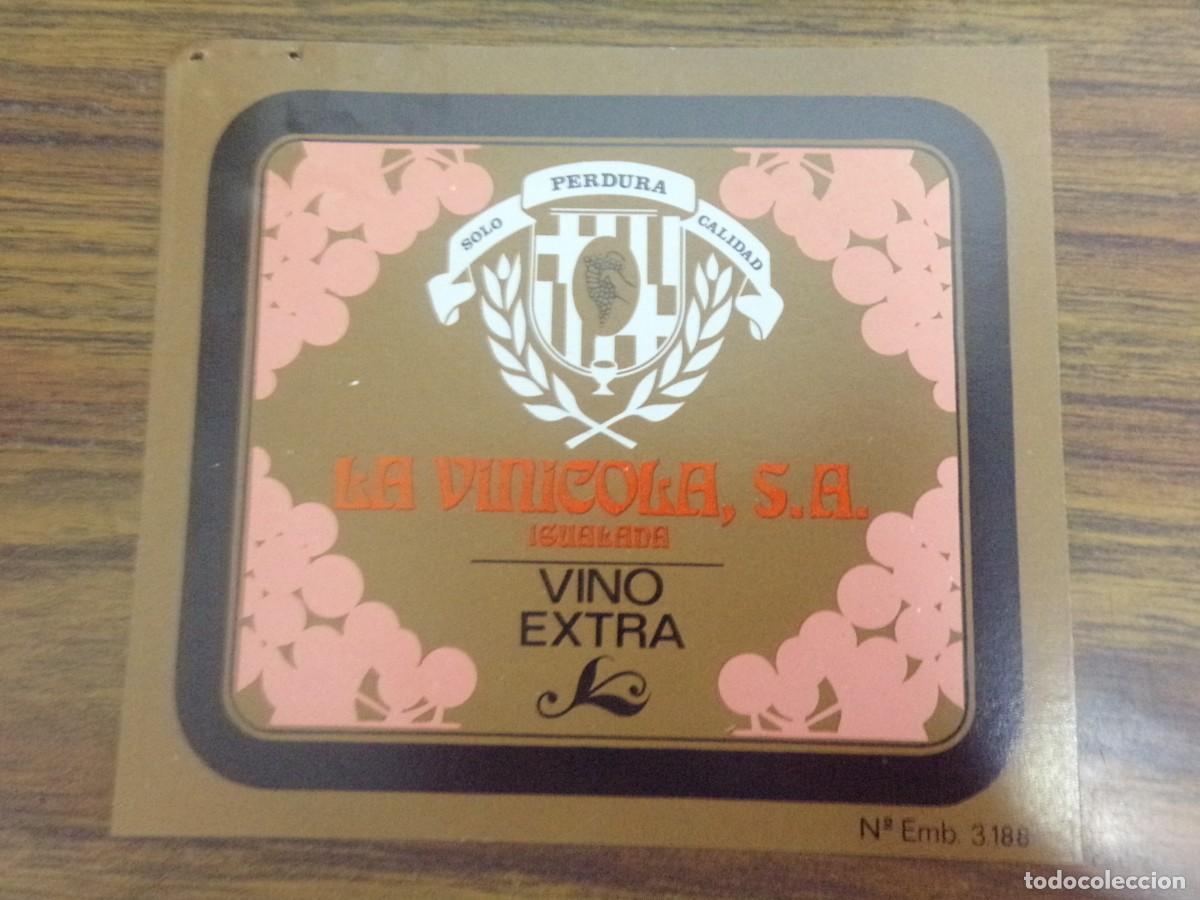 SOLO PERDURA CALIDAD
LA VINICOLA, S.A.
IGUALADA
VINO
EXTRA
Nº Emb. 3.188
todocoleccion